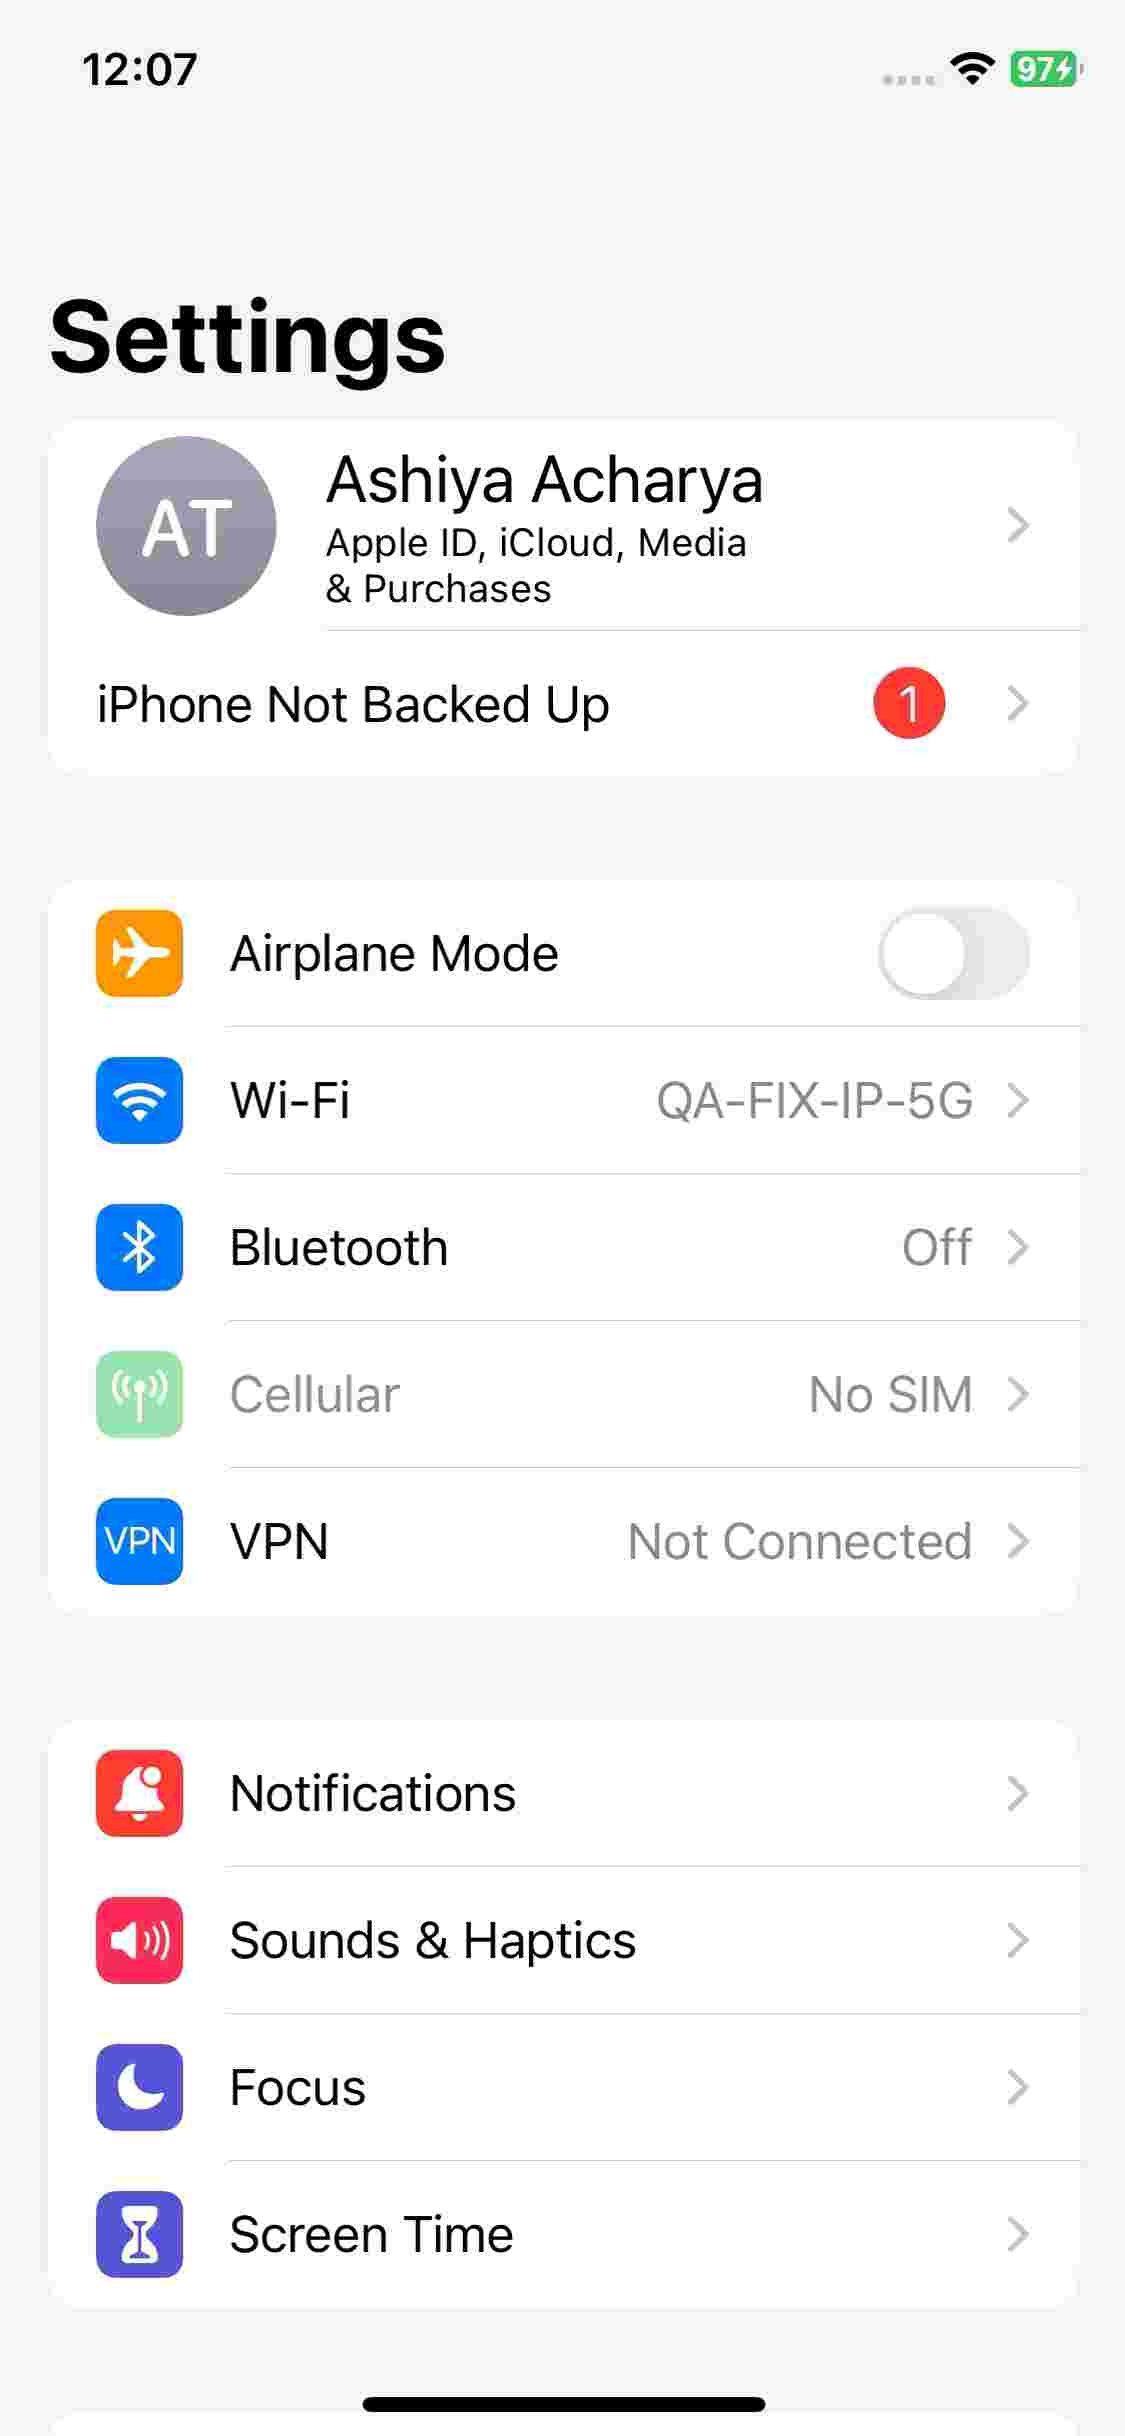 12:07
97
Settings
AT
Ashiya Acharya
Apple ID, iCloud, Media
& Purchases
iPhone Not Backed Up
1
Airplane Mode
Wi-Fi QA-FIX-IP-5G
Bluetooth Off
Cellular No SIM
VPN VPN Not Connected
Notifications
Sounds & Haptics
Focus
Screen Time